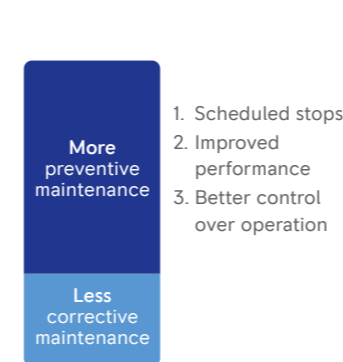 More
preventive
maintenance
1. Scheduled stops
2. Improved
performance
3. Better control
over operation
Less
corrective
maintenance